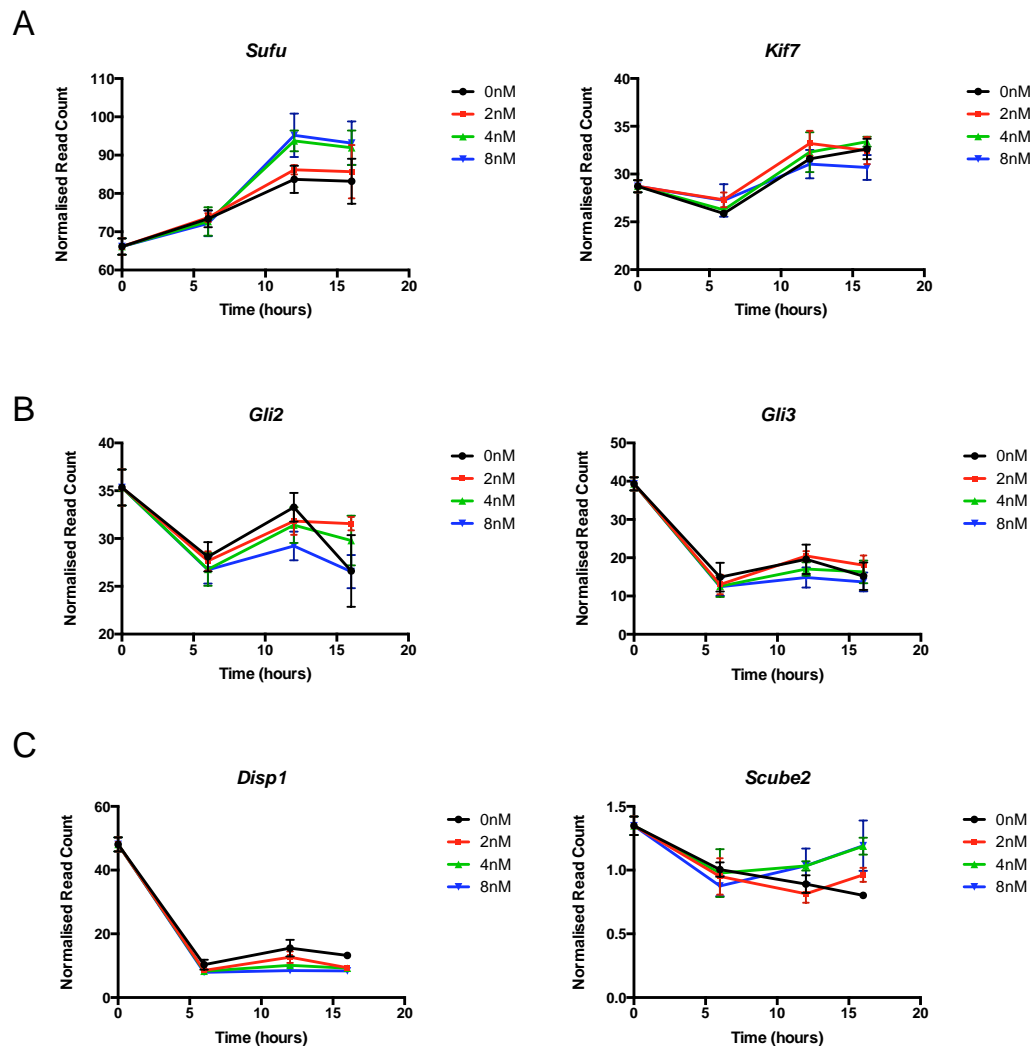 A
Sufu
Normalised Read Count
110
100
90
80
70
60
0
5
10
15
20
Time (hours)
0nM
2nM
4nM
8nM
Kif7
Normalised Read Count
40
35
30
25
20
0
5
10
15
20
Time (hours)
0nM
2nM
4nM
8nM
B
Gli2
Normalised Read Count
40
35
30
25
20
0
5
10
15
20
Time (hours)
0nM
2nM
4nM
8nM
Gli3
Normalised Read Count
50
40
30
20
10
0
0
5
10
15
20
Time (hours)
0nM
2nM
4nM
8nM
C
Disp1
Normalised Read Count
60
40
20
0
0
5
10
15
20
Time (hours)
0nM
2nM
4nM
8nM
Scube2
Normalised Read Count
1.5
1.0
0.5
0.0
0
5
10
15
20
Time (hours)
0nM
2nM
4nM
8nM